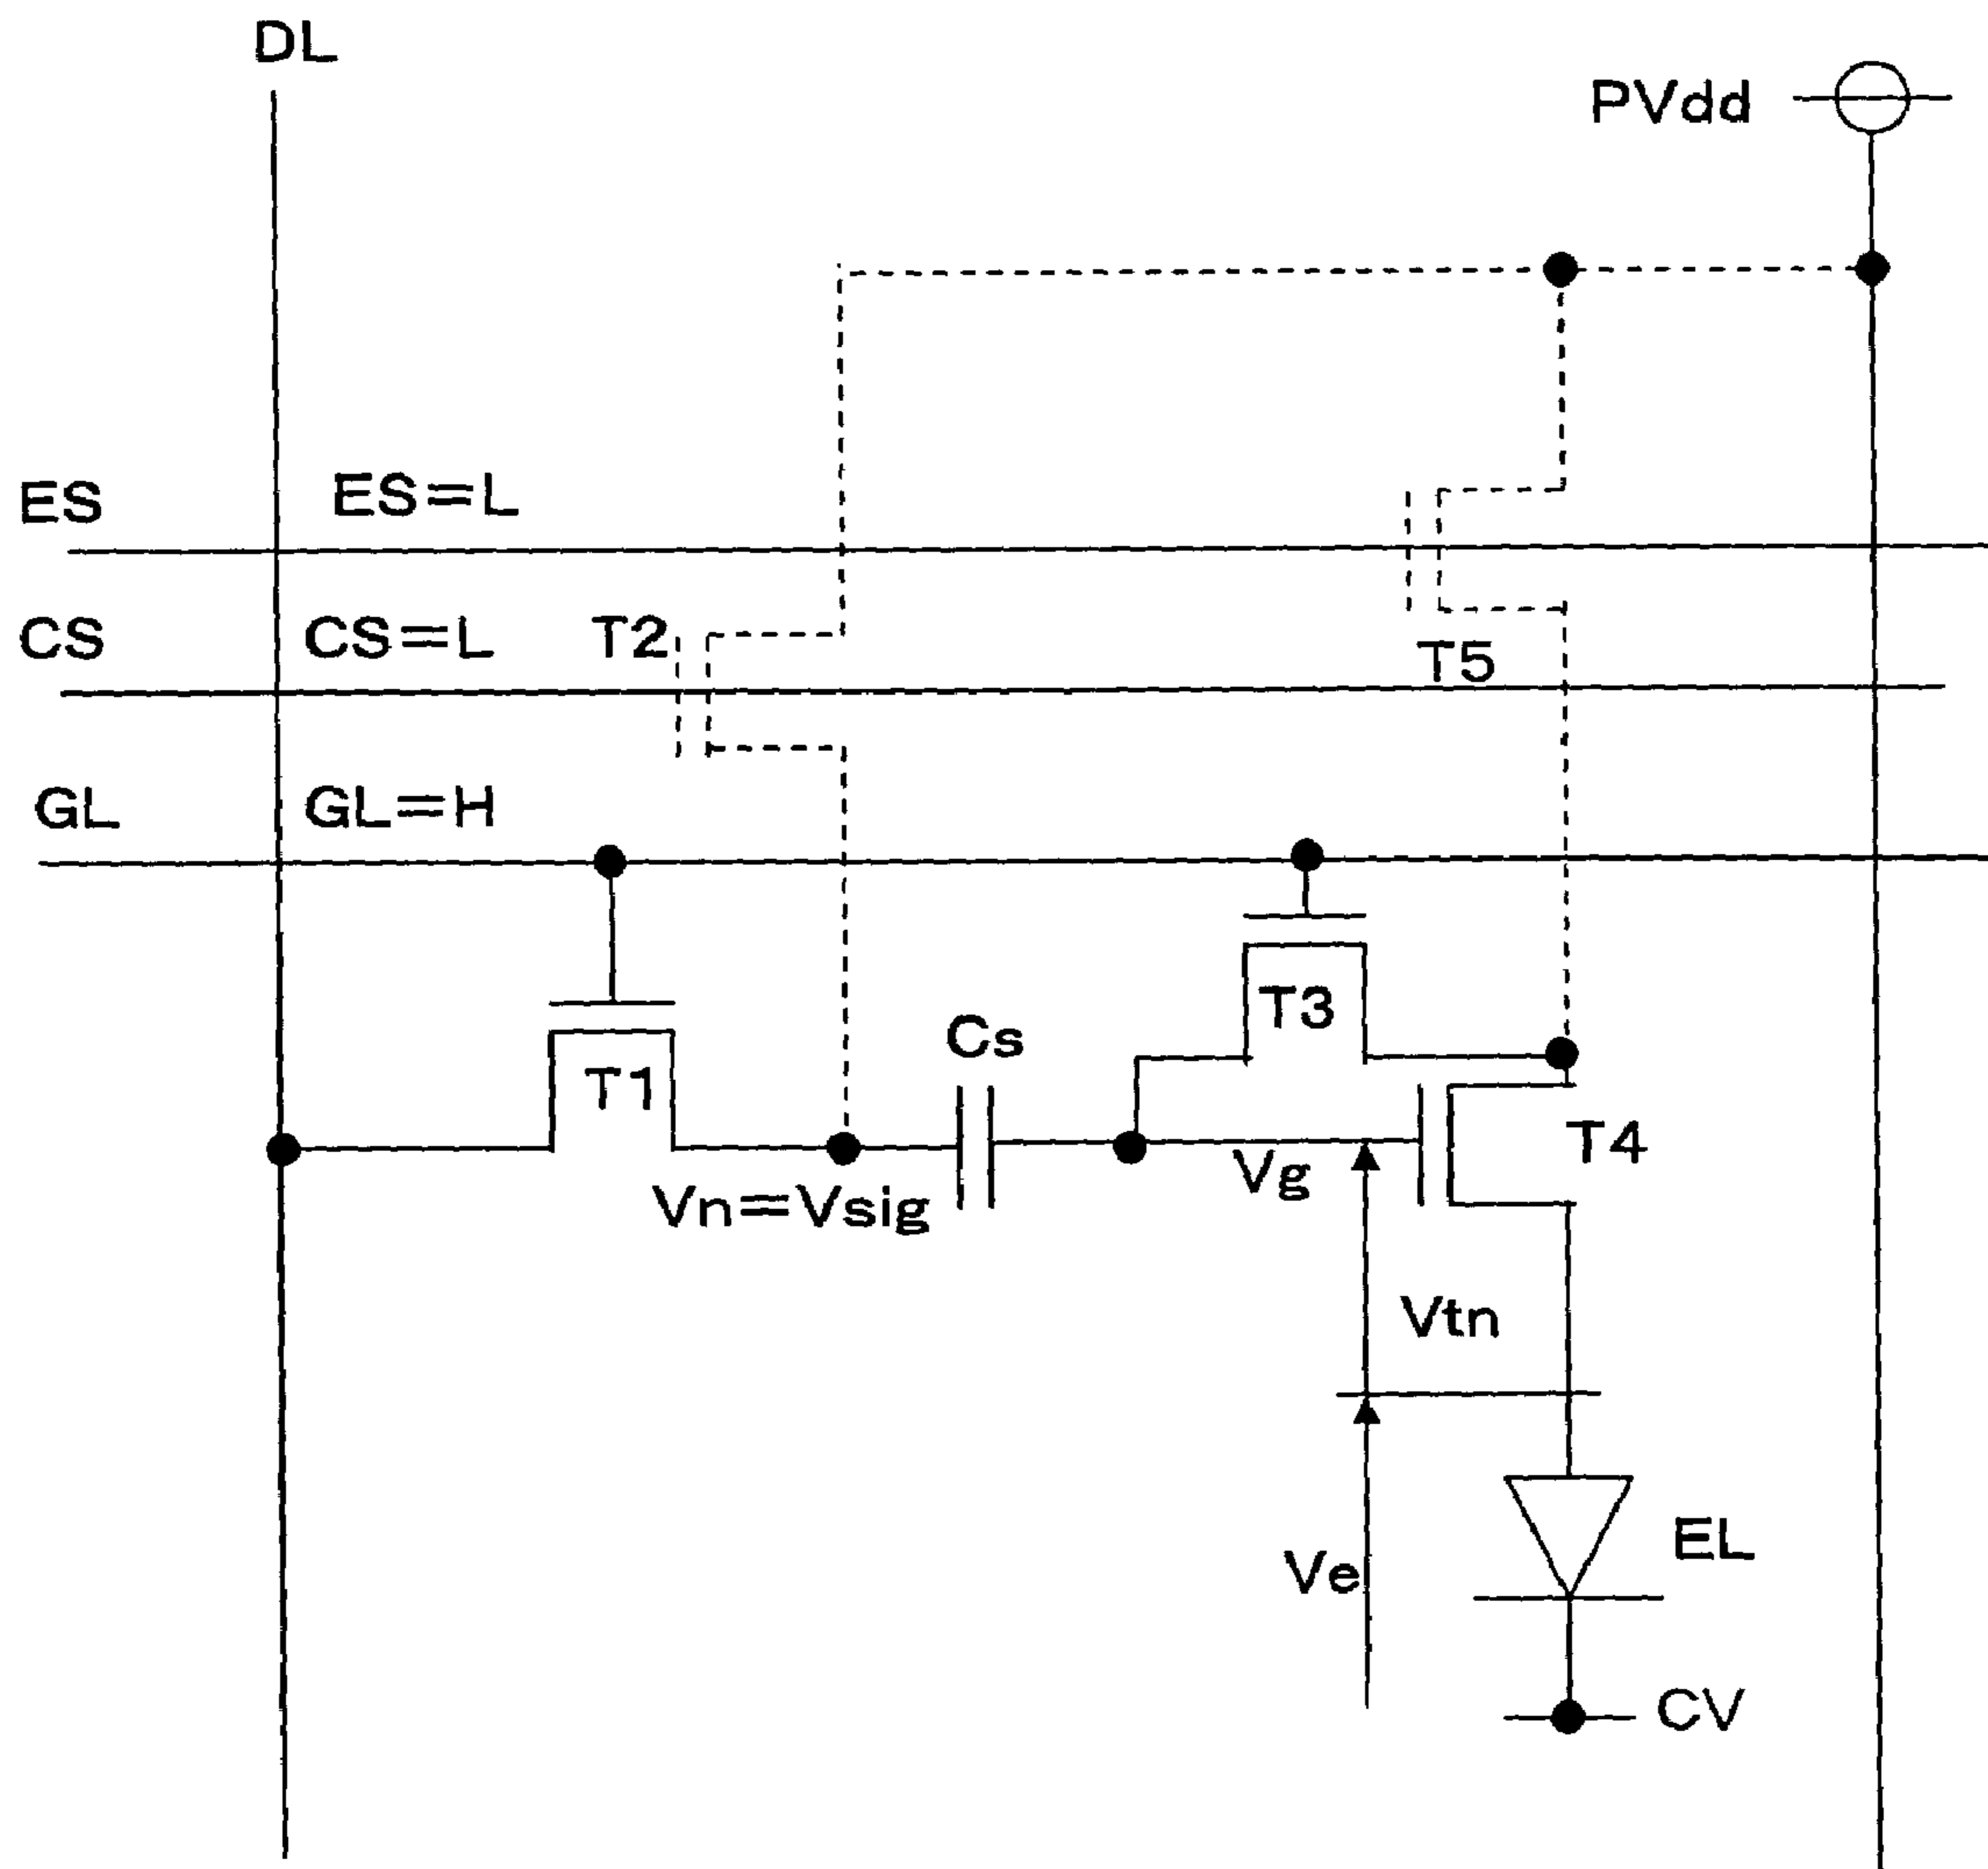 DL
PVdd
ES
ES=L
CS
CS=L
T2
T5
GL
GL=H
T3
Cs
T1
T4
Vg
Vn=Vsig
Vtn
EL
Ve
CV